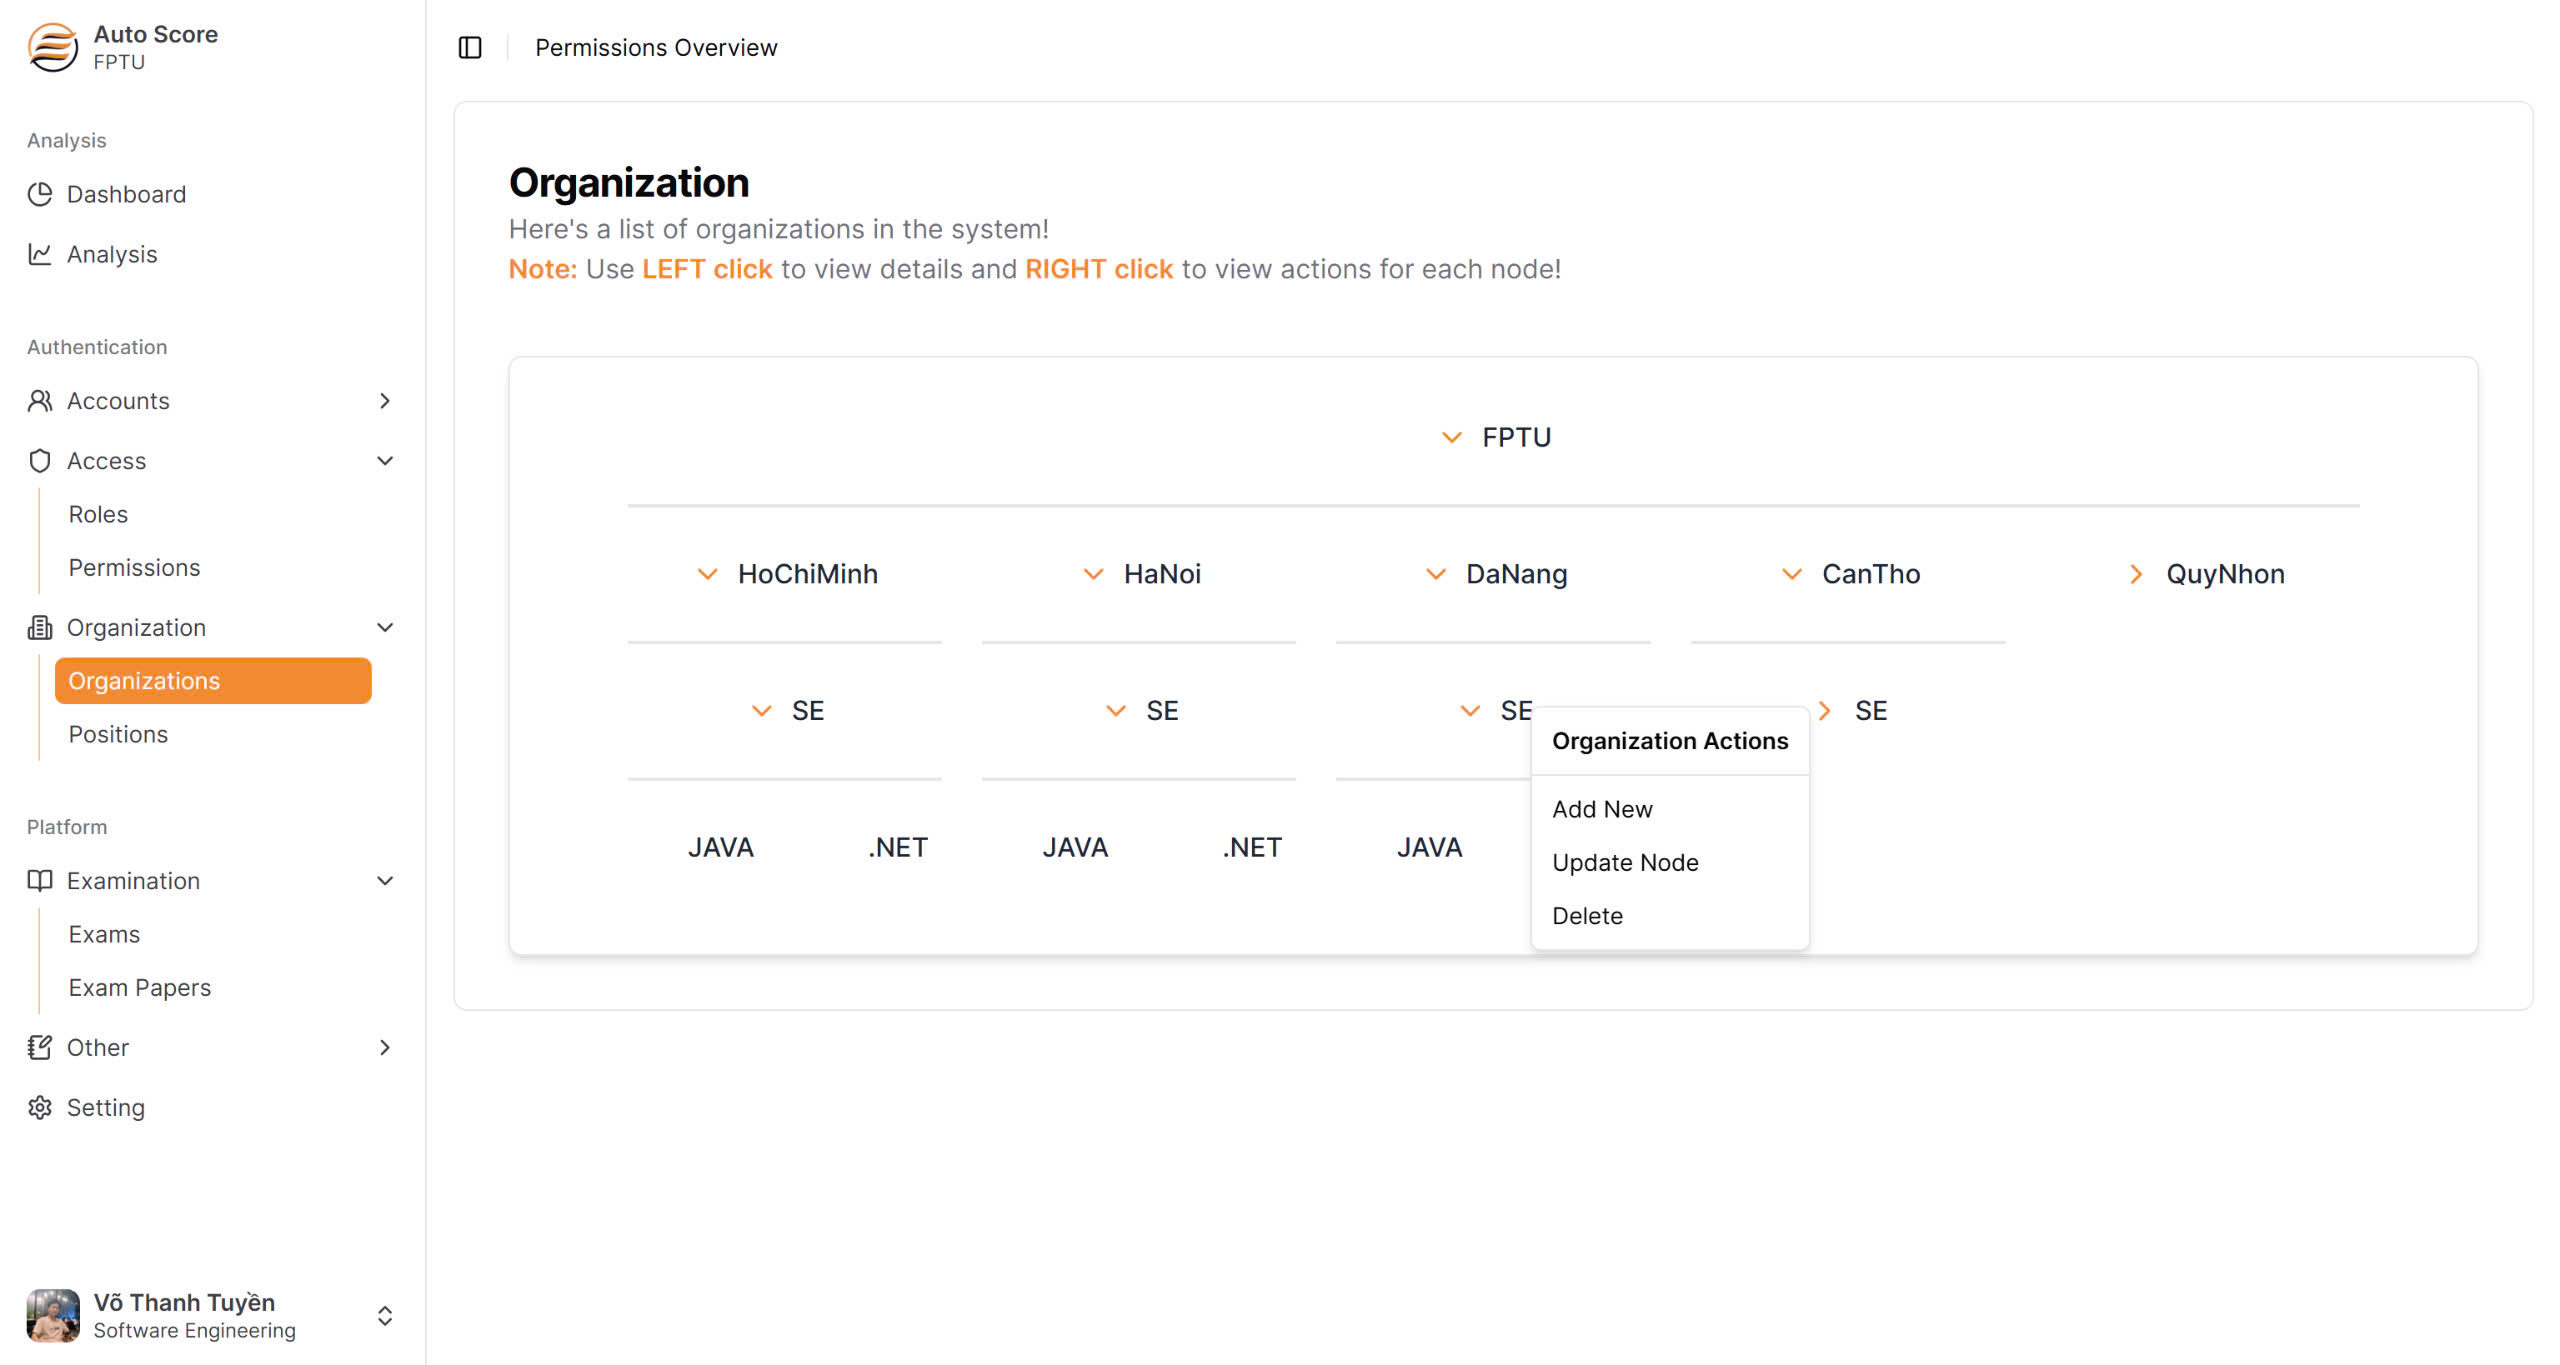 Auto Score
FPTU
Analysis
Dashboard
Analysis
Authentication
Accounts
Access
Roles
Permissions
Organization
Organizations
Positions
Platform
Examination
Exams
Exam Papers
Other
Setting
Võ Thanh Tuyền
Software Engineering
Permissions Overview
Organization
Here's a list of organizations in the system!
Note: Use LEFT click to view details and RIGHT click to view actions for each node!
FPTU
HoChiMinh HaNoi DaNang CanTho QuyNhon
SE SE SE SE
JAVA .NET JAVA .NET JAVA
Organization Actions
Add New
Update Node
Delete